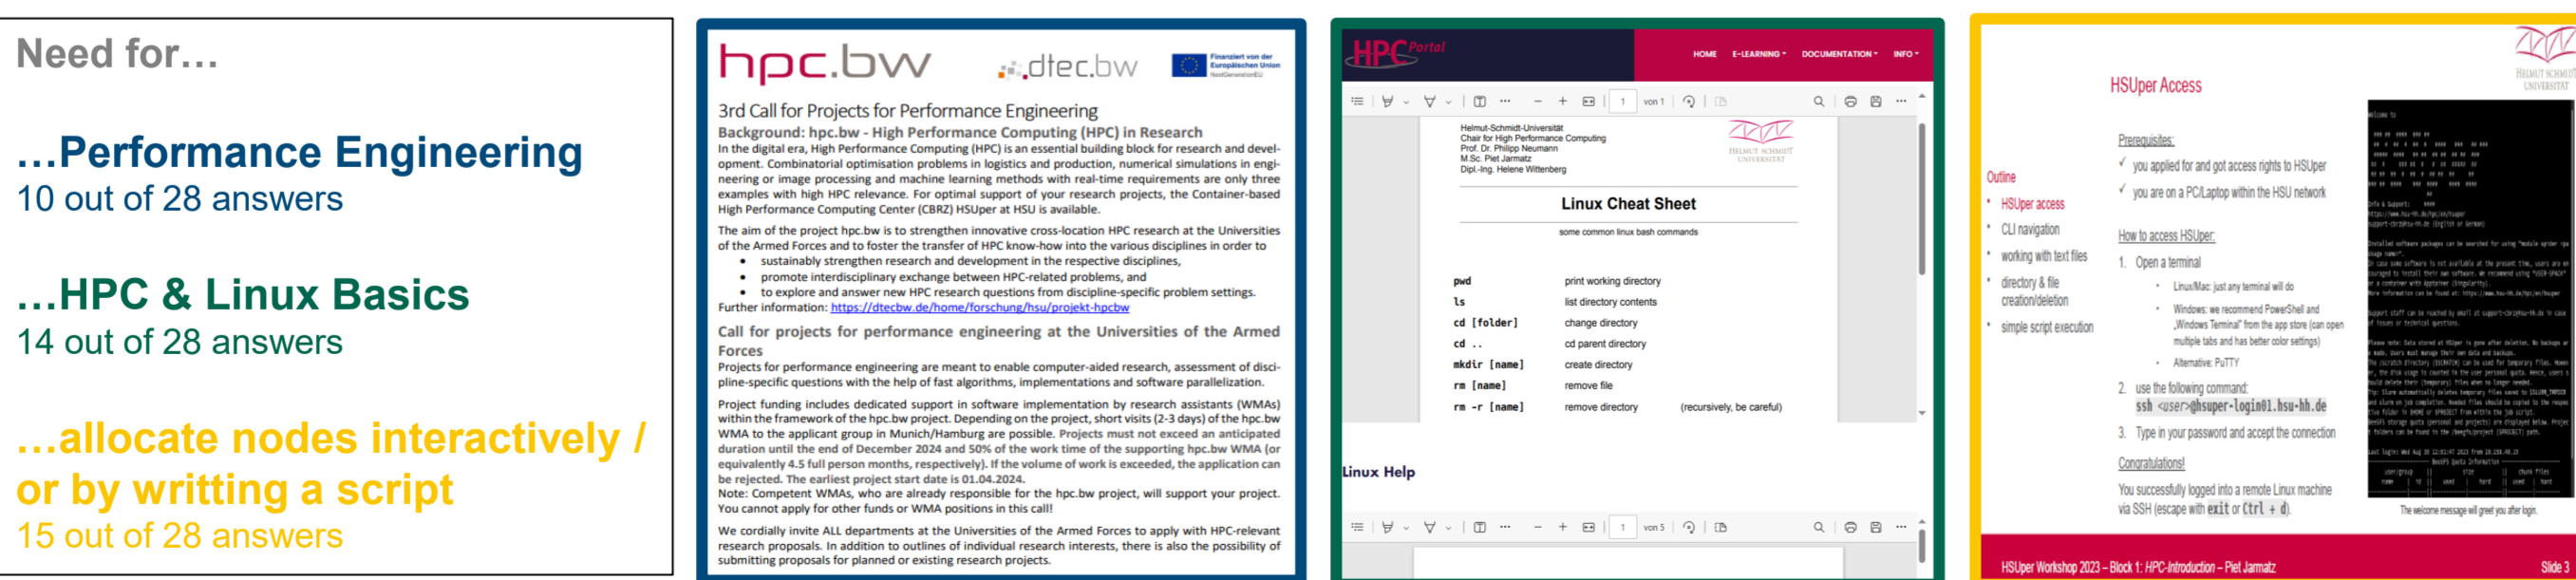 Need for...
...Performance Engineering
10 out of 28 answers
...HPC & Linux Basics
14 out of 28 answers
...allocate nodes interactively /
or by writting a script
15 out of 28 answers
hpc.bw
dtec.bw
Finanziert von der
Europäischen Union
NextGenerationEU
3rd Call for Projects for Performance Engineering
Background: hpc.bw - High Performance Computing (HPC) in Research
In the digital era, High Performance Computing (HPC) is an essential building block for research and devel-
opment. Combinatorial optimisation problems in logistics and production, numerical simulations in engi-
neering or image processing and machine learning methods with real-time requirements are only three
examples with high HPC relevance. For optimal support of your research projects, the Container-based
High Performance Computing Center (CBRZ) HSUper at HSU is available.
The aim of the project hpc.bw is to strengthen innovative cross-location HPC research at the Universities
of the Armed Forces and to foster the transfer of HPC know-how into the various disciplines in order to
• sustainably strengthen research and development in the respective disciplines,
• promote interdisciplinary exchange between HPC-related problems, and
• to explore and answer new HPC research questions from discipline-specific problem settings.
Further information: https://dtecbw.de/home/forschung/hsu/projekt-hpcbw
Call for projects for performance engineering at the Universities of the Armed
Forces
Projects for performance engineering are meant to enable computer-aided research, assessment of disci-
pline-specific questions with the help of fast algorithms, implementations and software parallelization.
Project funding includes dedicated support in software implementation by research assistants (WMAs)
within the framework of the hpc.bw project. Depending on the project, short visits (2-3 days) of the hpc.bw
WMA to the applicant group in Munich/Hamburg are possible. Projects must not exceed an anticipated
duration until the end of December 2024 and 50% of the work time of the supporting hpc.bw WMA (or
equivalently 4.5 full person months, respectively). If the volume of work is exceeded, the application can
be rejected. The earliest project start date is 01.04.2024.
Note: Competent WMAs, who are already responsible for the hpc.bw project, will support your project.
You cannot apply for other funds or WMA positions in this call!
We cordially invite ALL departments at the Universities of the Armed Forces to apply with HPC-relevant
research proposals. In addition to outlines of individual research interests, there is also the possibility of
submitting proposals for planned or existing research projects.
HPC Portal
HOME E-LEARNING DOCUMENTATION INFO
1 von 1
Helmut-Schmidt-Universität
Chair for High Performance Computing
Prof. Dr. Philipp Neumann
M.Sc. Piet Jarmatz
Dipl.-Ing. Helene Wittenberg
HELMUT SCHMIDT
UNIVERSITÄT
Linux Cheat Sheet
some common linux bash commands
pwd print working directory
ls list directory contents
cd [folder] change directory
cd .. cd parent directory
mkdir [name] create directory
rm [name] remove file
rm -r [name] remove directory (recursively, be careful)
Linux Help
1 von 5
HELMUT SCHMIDT
UNIVERSITÄT
HSUper Access
Outline
• HSUper access
• CLI navigation
• working with text files
• directory & file
creation/deletion
• simple script execution
Prerequisites:
✓ you applied for and got access rights to HSUper
✓ you are on a PC/Laptop within the HSU network
How to access HSUper:
1. Open a terminal
• Linux/Mac: just any terminal will do
• Windows: we recommend PowerShell and
„Windows Terminal" from the app store (can open
multiple tabs and has better color settings)
• Alternative: PuTTY
2. use the following command:
ssh <user>@hsuper-login01.hsu-hh.de
3. Type in your password and accept the connection
Congratulations!
You successfully logged into a remote Linux machine
via SSH (escape with exit or Ctrl + d).
Welcome to
Info & Support:
The welcome message will greet you after login.
HSUper Workshop 2023 – Block 1: HPC-Introduction – Piet Jarmatz
Slide 3